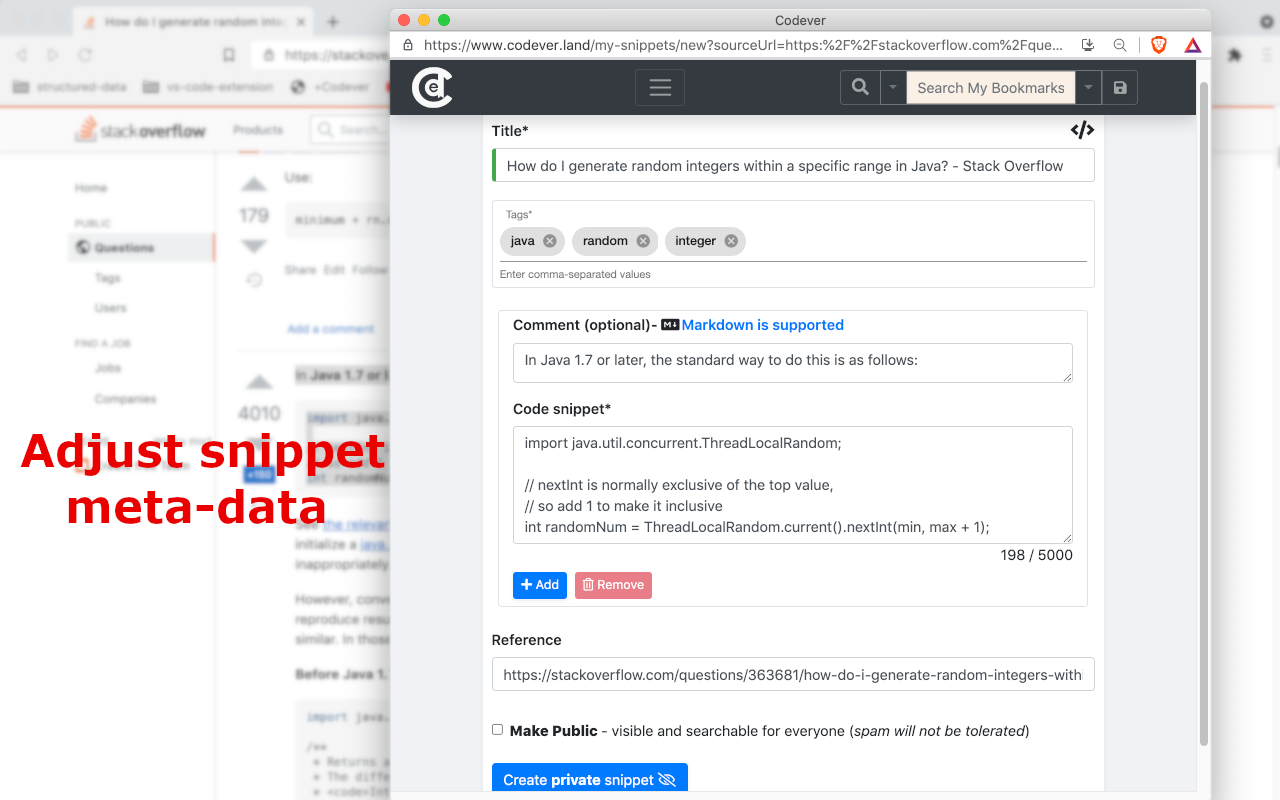 How do I generate random inte
Codever
https://stackove
https://www.codever.land/my-snippets/new?sourceUrl=https:%2F%2Fstackoverflow.com%2Fque...
structured-data
vs-code-extension
+Codever
e
Search My Bookmarks
stackoverflow
Products
Search...
Home
PUBLIC
Questions
Tags
Users
FIND A JOB
Jobs
Companies
Use:
179
minimum + rn.
Share Edit Follow
Add a comment
4010
In Java 1.7 or l
import java.
int randomNu
See the relevan
initialize a java.
inappropriately
However, conve
reproduce resu
similar. In those
Before Java 1.
import java.
/**
* Returns a
* The diffe
* <code>Int
Adjust snippet
meta-data
Title*
</>
How do I generate random integers within a specific range in Java? - Stack Overflow
Tags*
java
random
integer
Enter comma-separated values
Comment (optional)- M Markdown is supported
In Java 1.7 or later, the standard way to do this is as follows:
Code snippet*
import java.util.concurrent.ThreadLocalRandom;
// nextInt is normally exclusive of the top value,
// so add 1 to make it inclusive
int randomNum = ThreadLocalRandom.current().nextInt(min, max + 1);
198 / 5000
+ Add
Remove
Reference
https://stackoverflow.com/questions/363681/how-do-i-generate-random-integers-withi
Make Public - visible and searchable for everyone (spam will not be tolerated)
Create private snippet